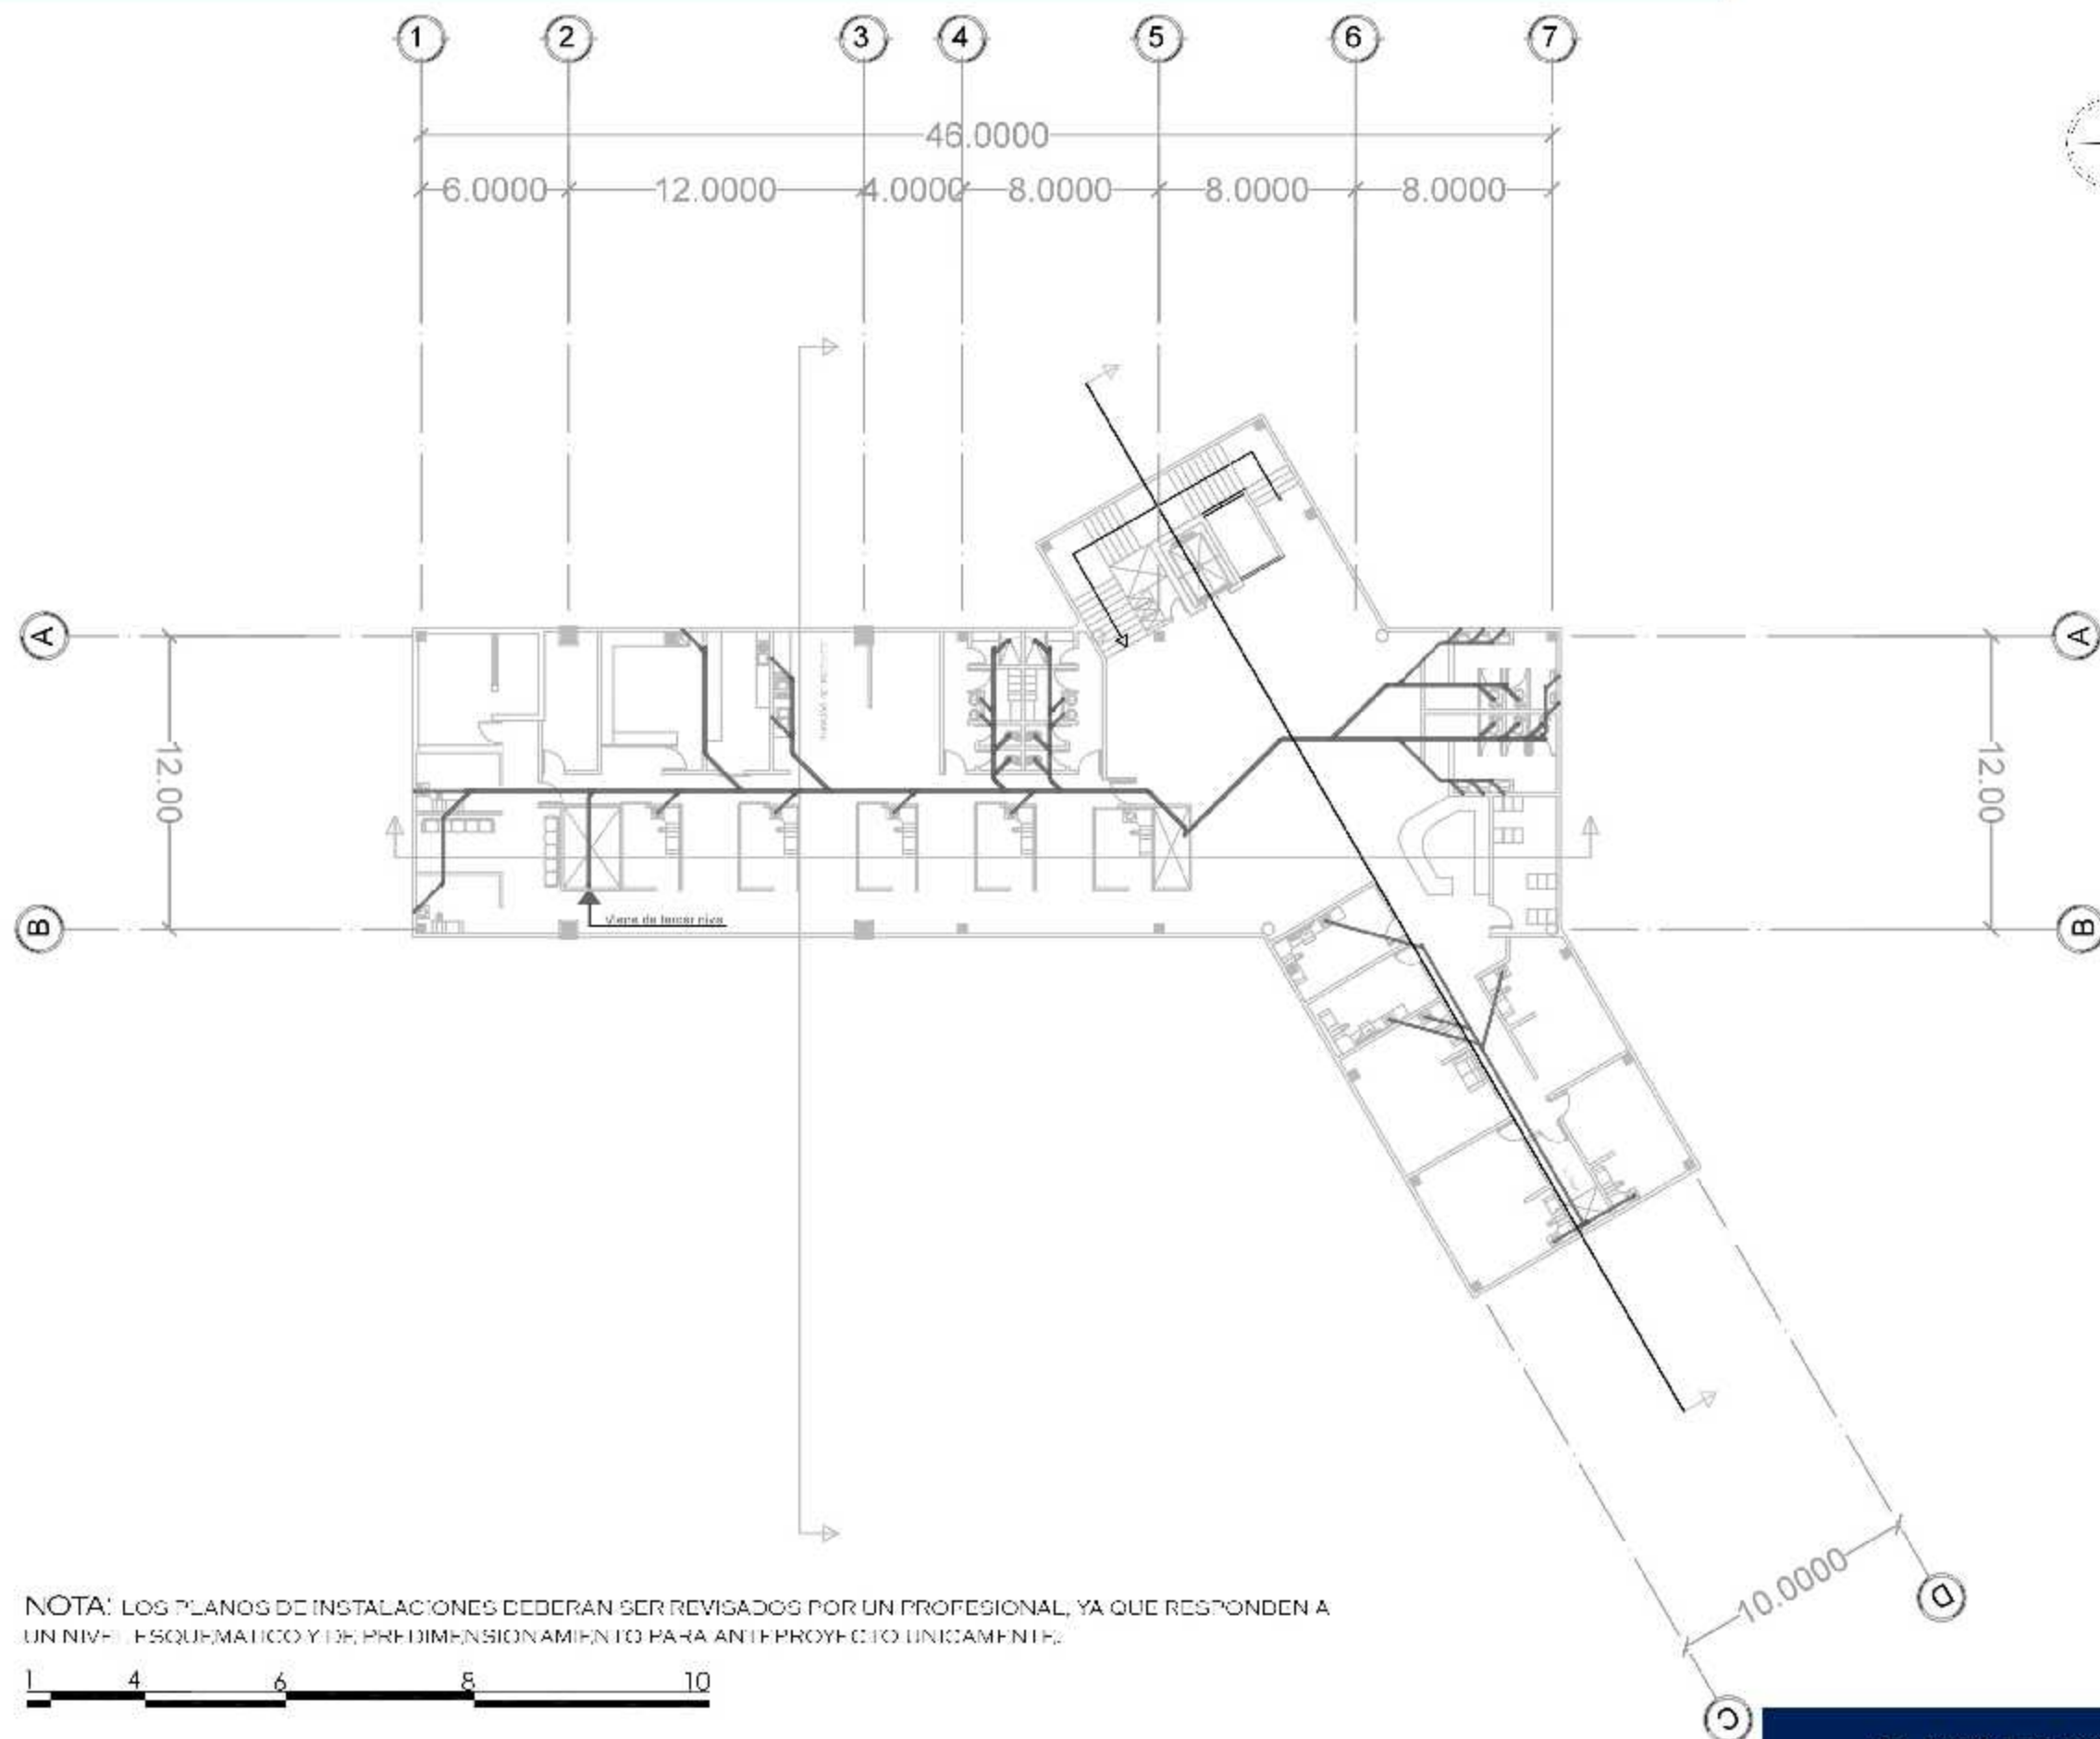 1 2 3 4 5 6 7
46.0000
6.0000 12.0000 4.0000 8.0000 8.0000 8.0000
A A
12.00 12.00
B B
Viene de tercer nive
10.0000
D
C
NOTA: LOS PLANOS DE INSTALACIONES DEBERAN SER REVISADOS POR UN PROFESIONAL, YA QUE RESPONDEN A
UN NIVEL ESQUEMATICO Y DE PREDIMENSIONAMIENTO PARA ANTEPROYECTO UNICAMENTE.
1 4 6 8 10